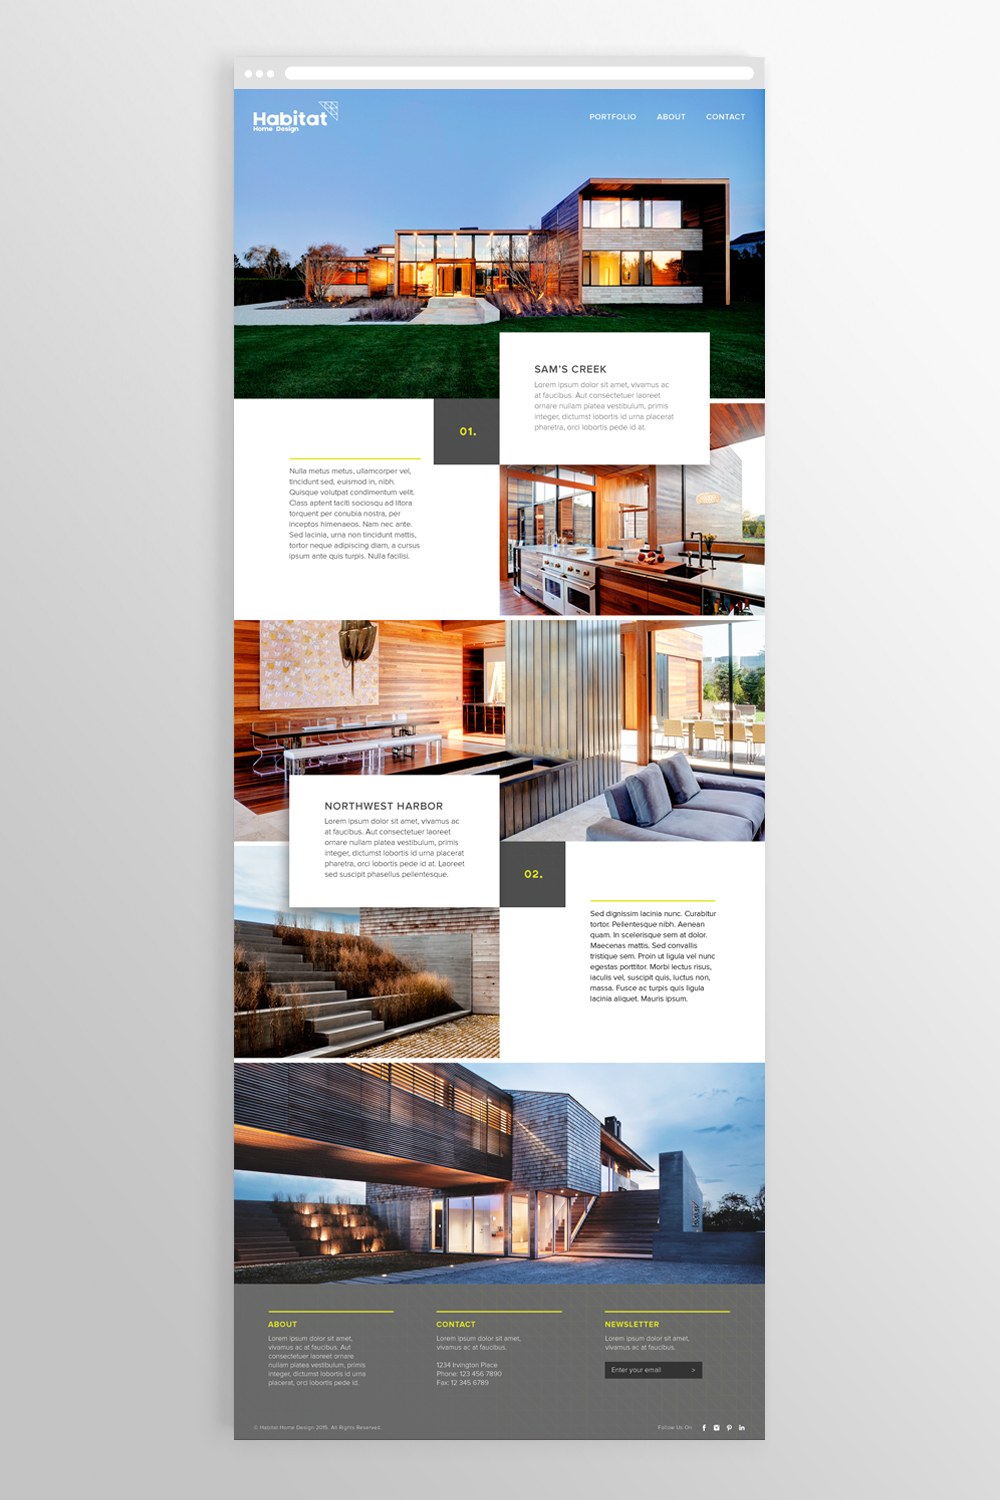 Habitat
Home Design
PORTFOLIO ABOUT CONTACT
SAM'S CREEK
Lorem ipsum dolor sit amet, vivamus ac
at faucibus. Aut consectetuer laoreet
ornare nullam platea vestibulum, primis
integer, dictumst lobortis id urna placerat
pharetra, orci lobortis pede id at.
01.
Nulla metus metus, ullamcorper vel,
tincidunt sed, euismod in, nibh.
Quisque volutpat condimentum velit.
Class aptent taciti sociosqu ad litora
torquent per conubia nostra, per
inceptos himenaeos. Nam nec ante.
Sed lacinia, urna non tincidunt mattis,
tortor neque adipiscing diam, a cursus
ipsum ante quis turpis. Nulla facilisi.
NORTHWEST HARBOR
Lorem ipsum dolor sit amet, vivamus ac
at faucibus. Aut consectetuer laoreet
ornare nullam platea vestibulum, primis
integer, dictumst lobortis id urna placerat
pharetra, orci lobortis pede id at. Laoreet
sed suscipit phasellus pellentesque.
02.
Sed dignissim lacinia nunc. Curabitur
tortor. Pellentesque nibh. Aenean
quam. In scelerisque sem at dolor.
Maecenas mattis. Sed convallis
tristique sem. Proin ut ligula vel nunc
egestas porttitor. Morbi lectus risus,
iaculis vel, suscipit quis, luctus non,
massa. Fusce ac turpis quis ligula
lacinia aliquet. Mauris ipsum.
ABOUT
Lorem ipsum dolor sit amet,
vivamus ac at faucibus. Aut
consectetuer laoreet ornare
nullam platea vestibulum, primis
integer, dictumst lobortis id urna
placerat, orci lobortis pede id.
CONTACT
Lorem ipsum dolor sit amet,
vivamus ac at faucibus.
1234 Irvington Place
Phone: 123 456 7890
Fax: 12 345 6789
NEWSLETTER
Lorem ipsum dolor sit amet,
vivamus ac at faucibus.
Enter your email >
© Habitat Home Design 2015. All Rights Reserved.
Follow Us On